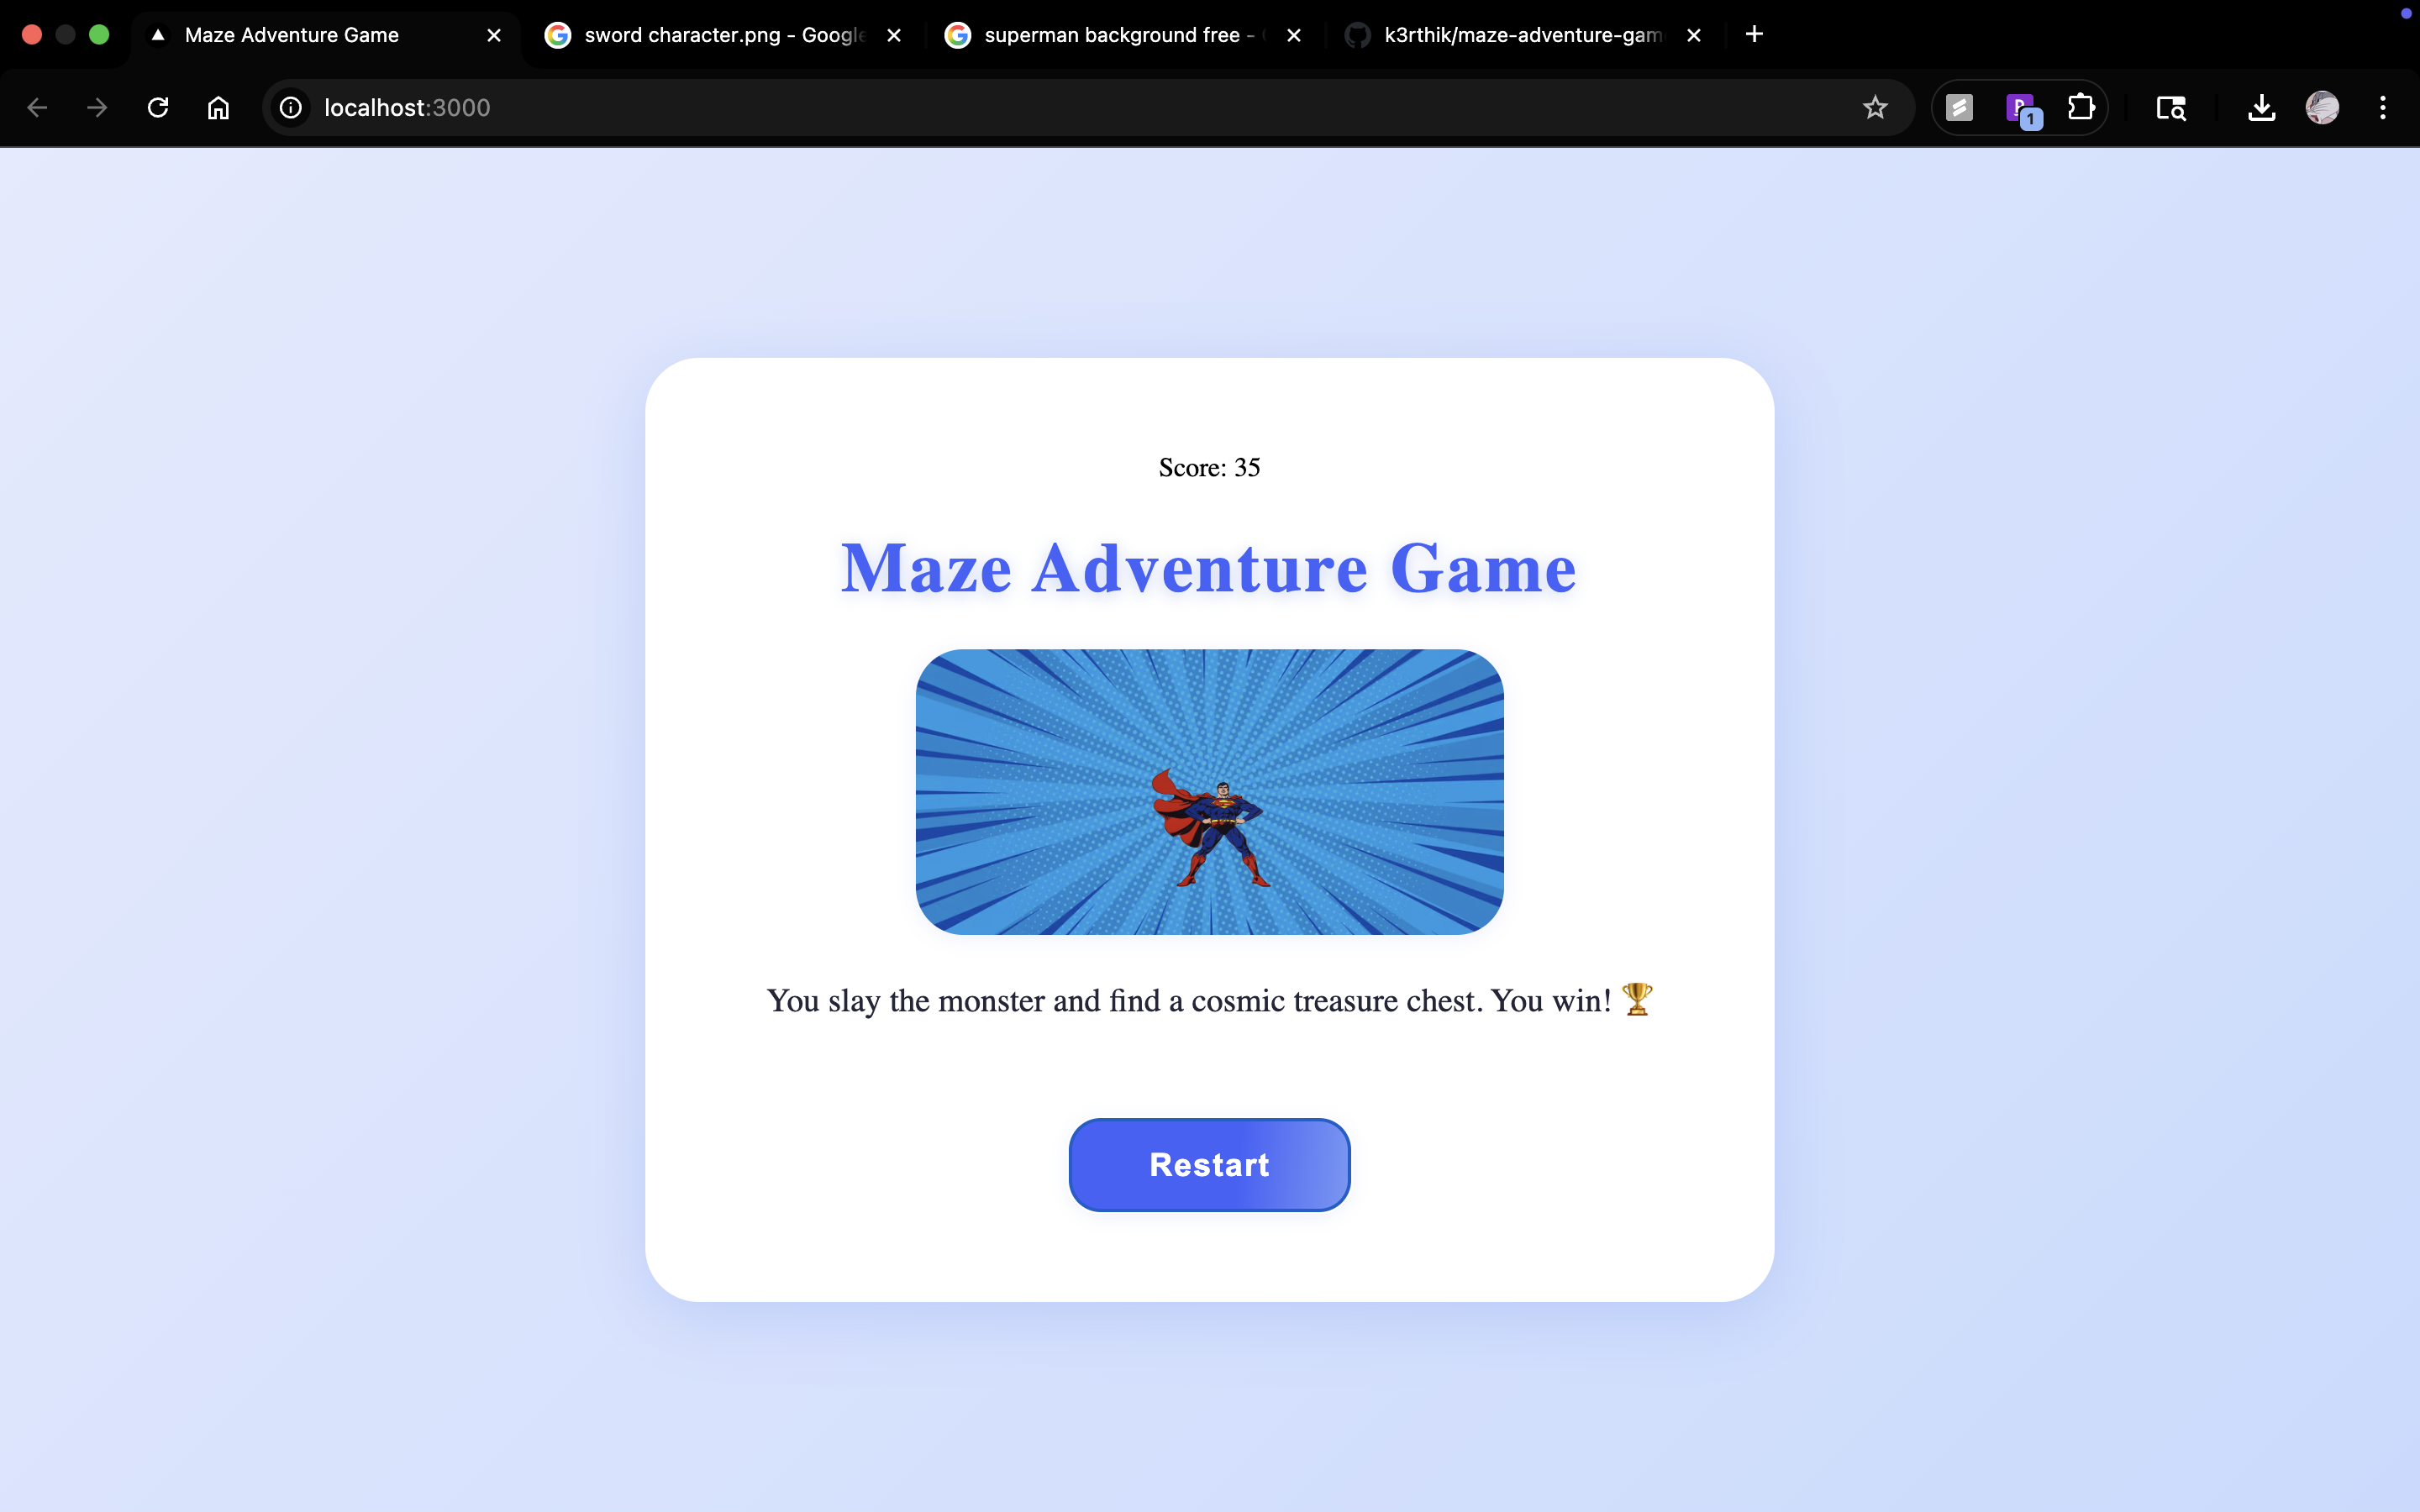 Maze Adventure Game
sword character.png - Google
superman background free -
k3rthik/maze-adventure-gam
localhost:3000
1
Score: 35
Maze Adventure Game
You slay the monster and find a cosmic treasure chest. You win! 🏆
Restart